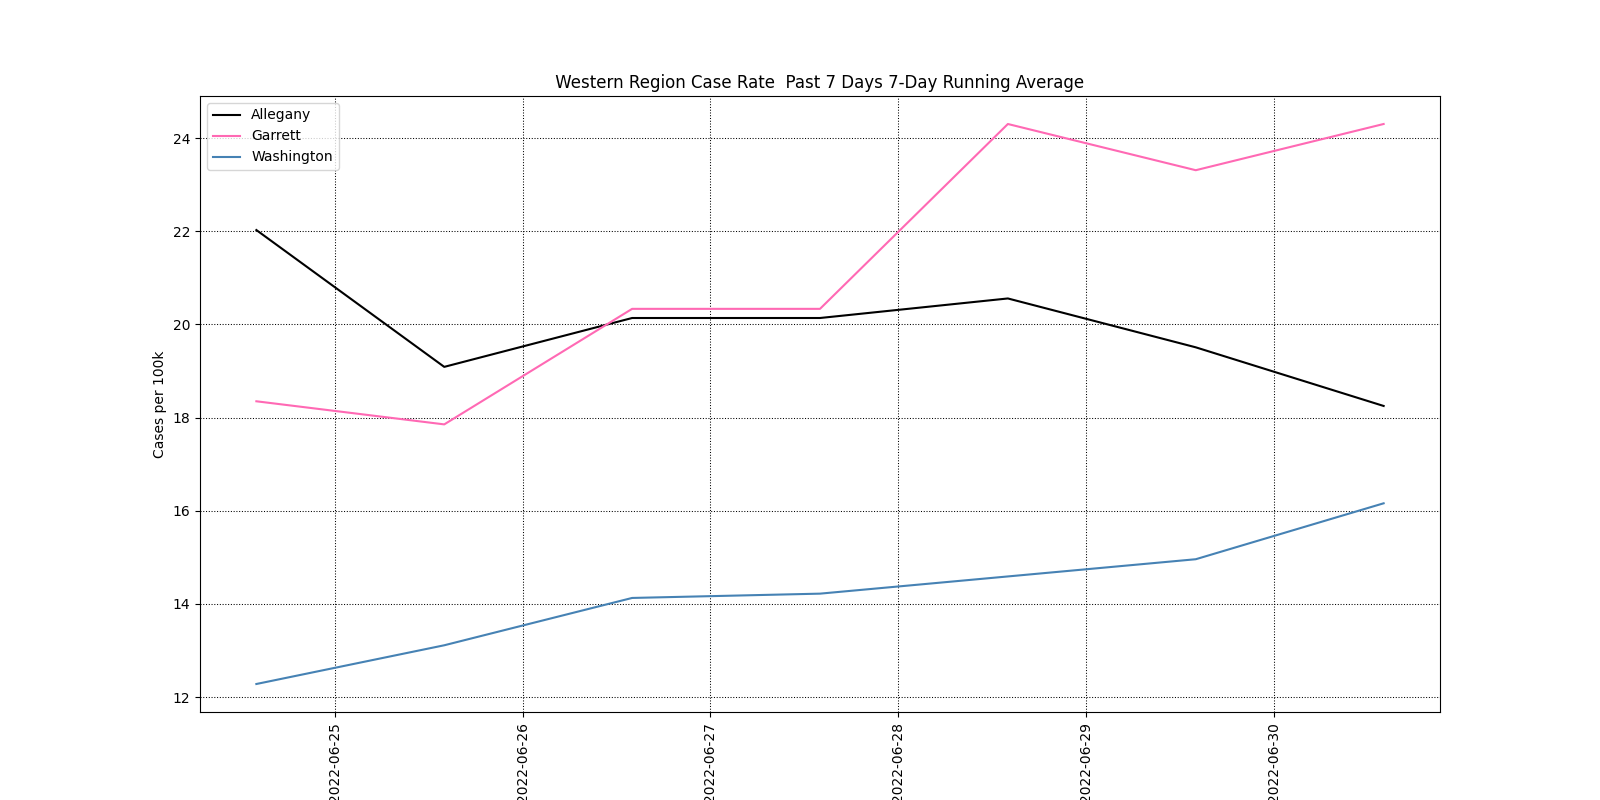 Western Region Case Rate  Past 7 Days 7-Day Running Average
Allegany
Garrett
Washington
Cases per 100k
24
22
20
18
16
14
12
2022-06-25
2022-06-26
2022-06-27
2022-06-28
2022-06-29
2022-06-30